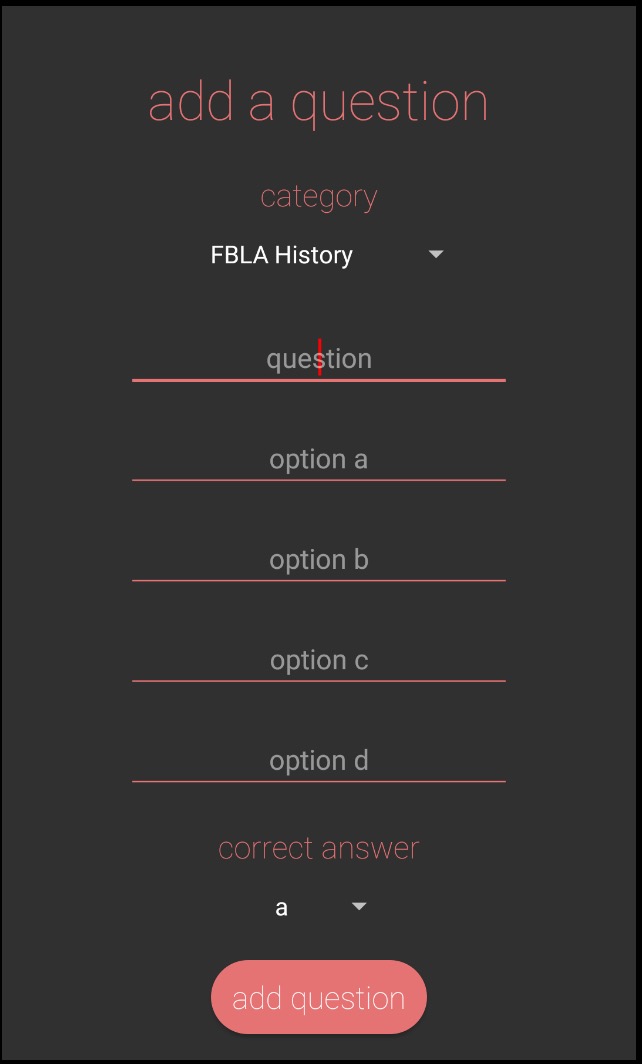 add a question
category
FBLA History
question
option a
option b
option c
option d
correct answer
a
add question